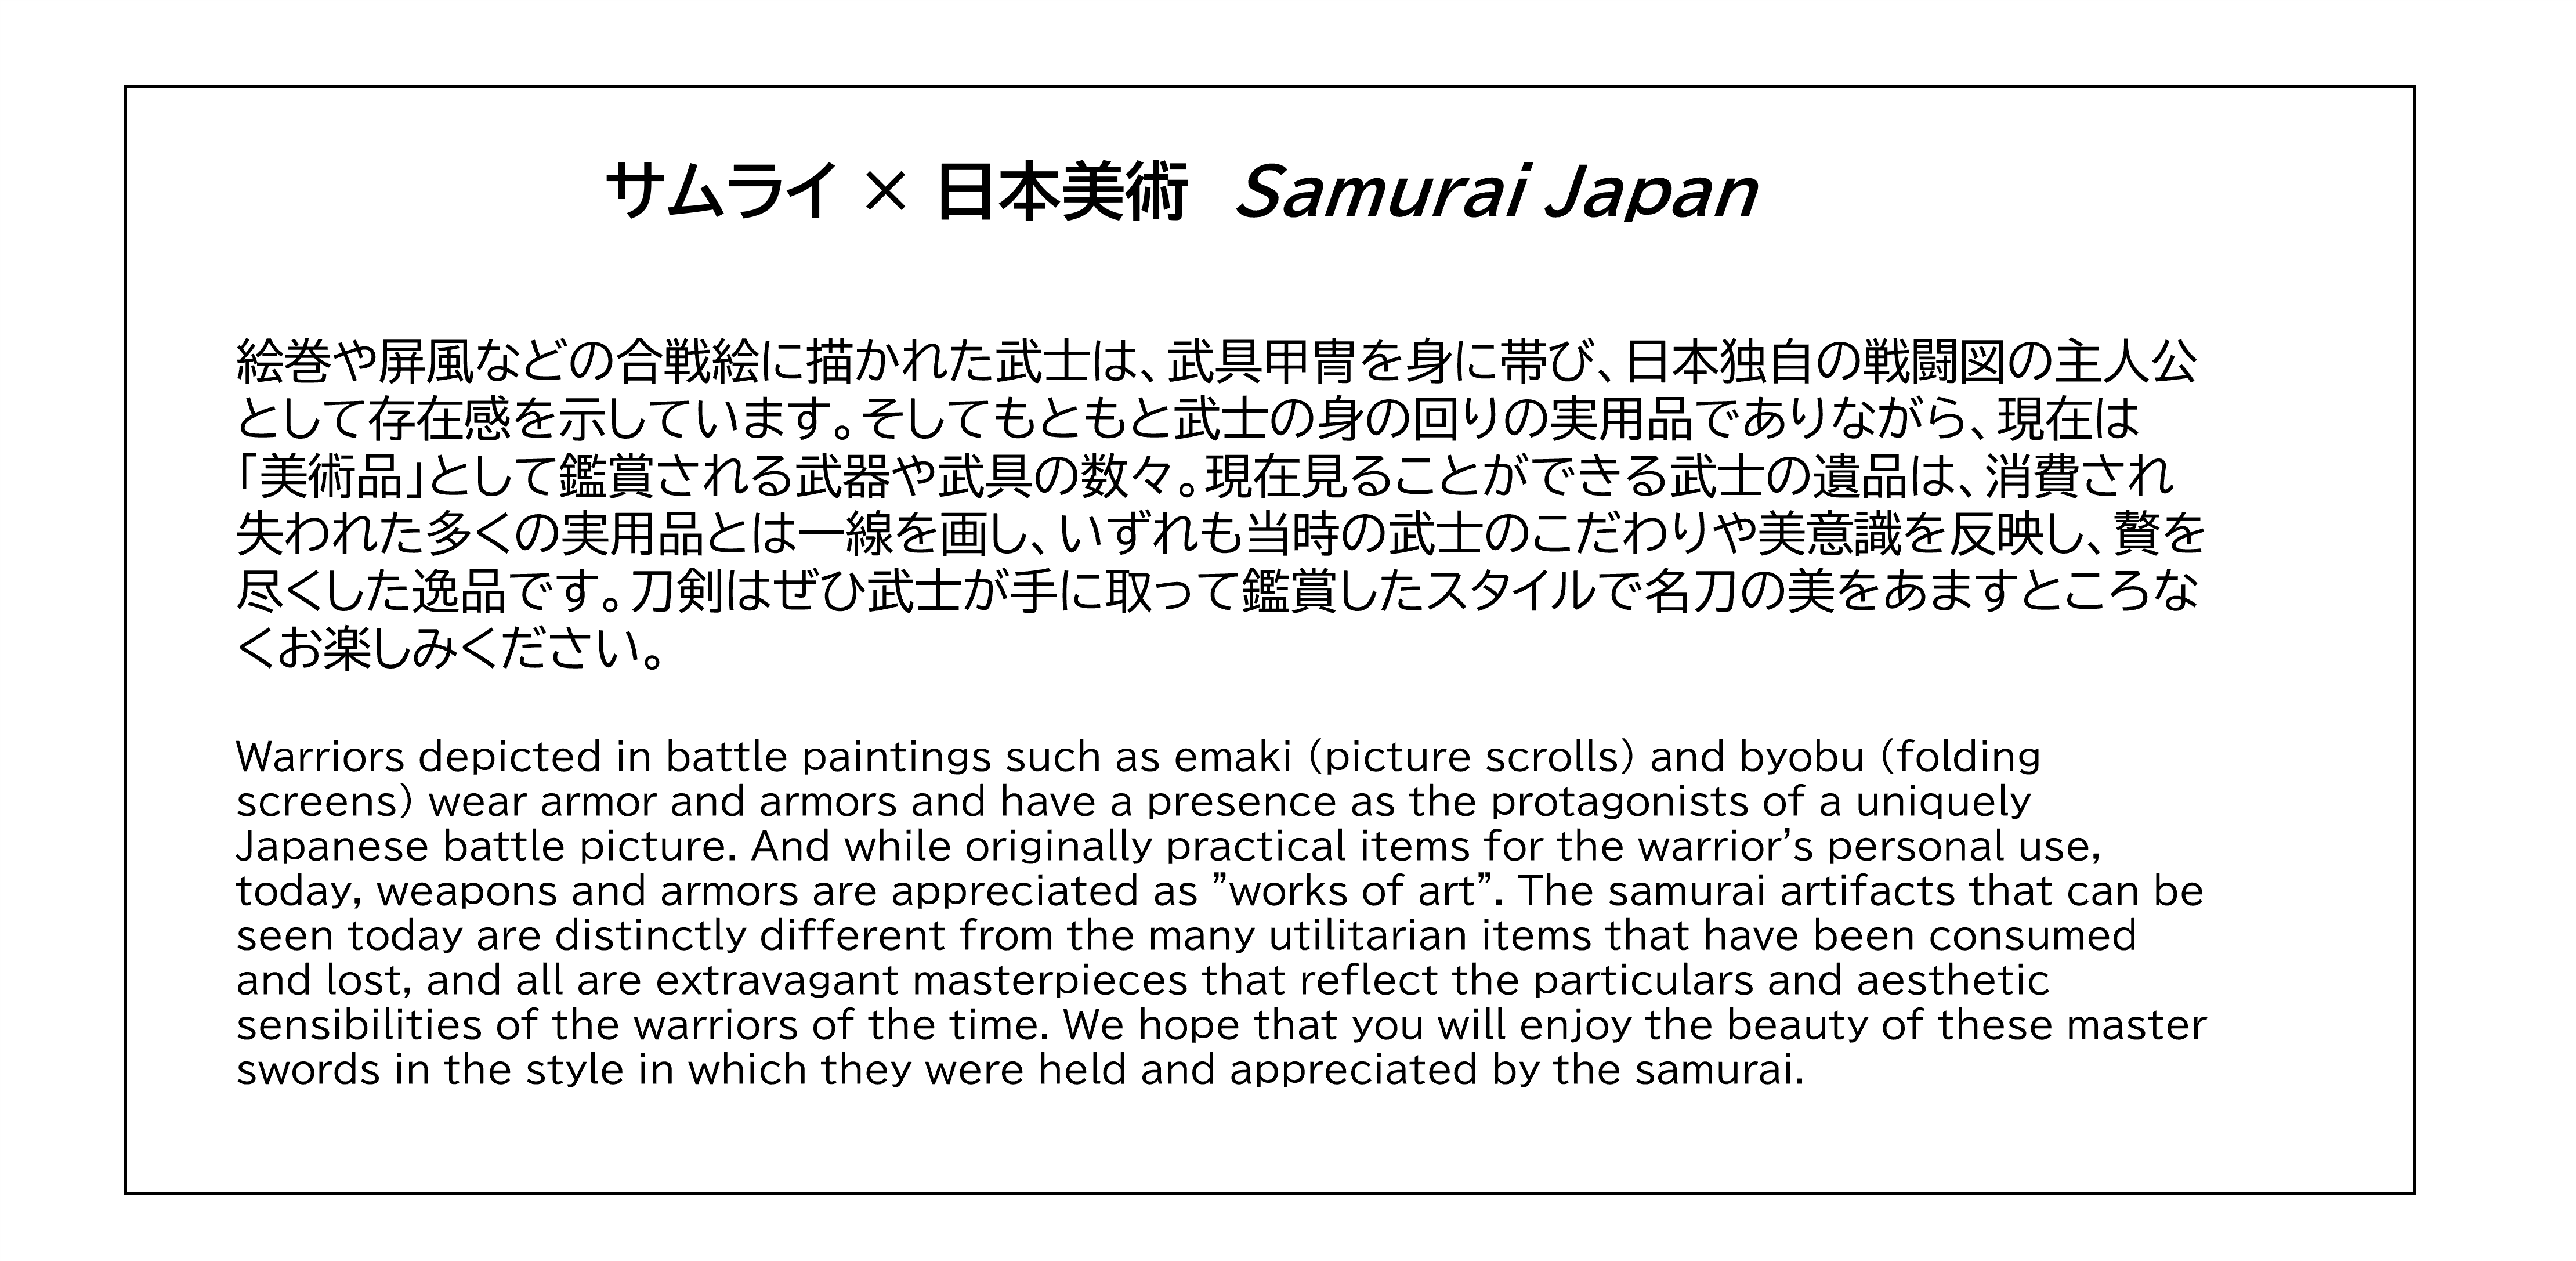 サムライ × 日本美術 Samurai Japan
絵巻や屏風などの合戦絵に描かれた武士は、武具甲冑を身に帯び、日本独自の戦闘図の主人公
として存在感を示しています。そしてもともと武士の身の回りの実用品でありながら、現在は
「美術品」として鑑賞される武器や武具の数々。現在見ることができる武士の遺品は、消費され
失われた多くの実用品とは一線を画し、いずれも当時の武士のこだわりや美意識を反映し、贅を
尽くした逸品です。刀剣はぜひ武士が手に取って鑑賞したスタイルで名刀の美をあますところな
くお楽しみください。
Warriors depicted in battle paintings such as emaki (picture scrolls) and byobu (folding
screens) wear armor and armors and have a presence as the protagonists of a uniquely
Japanese battle picture. And while originally practical items for the warrior’s personal use,
today, weapons and armors are appreciated as ”works of art”. The samurai artifacts that can be
seen today are distinctly different from the many utilitarian items that have been consumed
and lost, and all are extravagant masterpieces that reflect the particulars and aesthetic
sensibilities of the warriors of the time. We hope that you will enjoy the beauty of these master
swords in the style in which they were held and appreciated by the samurai.